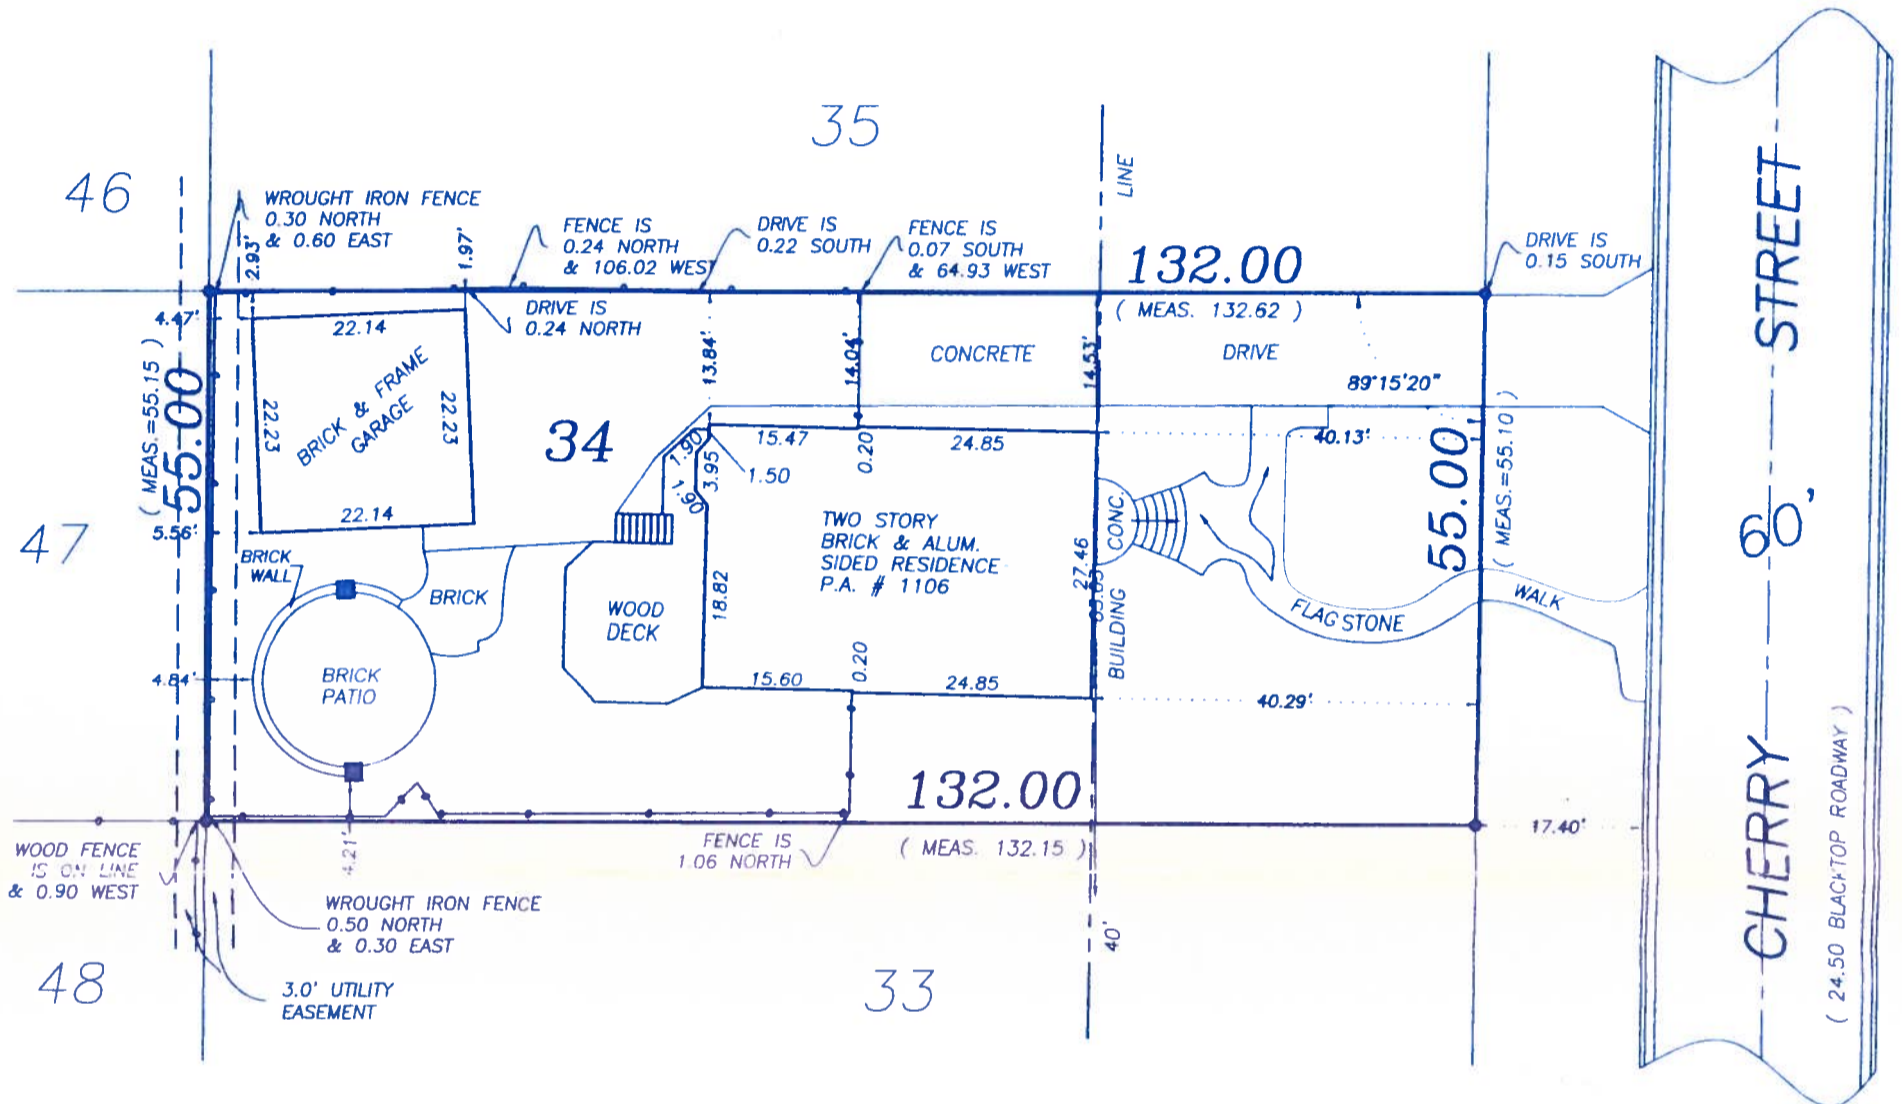 35
46
LINE
WROUGHT IRON FENCE
0.30 NORTH
& 0.60 EAST
2.93'
1.97'
FENCE IS
0.24 NORTH
& 106.02 WEST
DRIVE IS
0.22 SOUTH
FENCE IS
0.07 SOUTH
& 64.93 WEST
132.00
( MEAS. 132.62 )
DRIVE IS
0.15 SOUTH
DRIVE IS
0.24 NORTH
4.47'
22.14
13.84'
14.04'
CONCRETE
14.53'
DRIVE
89°15'20"
( MEAS.=55.15 )
55.00
22.23
BRICK & FRAME
GARAGE
22.23
34
1.90
3.95
1.90
1.50
15.47
0.20
24.85
40.13'
55.00'
( MEAS.=55.10 )
22.14
5.56'
47
BRICK
WALL
BRICK
WOOD
DECK
18.82
TWO STORY
BRICK & ALUM.
SIDED RESIDENCE
P.A. # 1106
27.46
CONC.
BUILDING
FLAG STONE
WALK
BRICK
PATIO
4.84'
15.60
0.20
24.85
40.29'
132.00
( MEAS. 132.15 )
FENCE IS
1.06 NORTH
17.40'
4.21'
WOOD FENCE
IS ON LINE
& 0.90 WEST
WROUGHT IRON FENCE
0.50 NORTH
& 0.30 EAST
40'
48
3.0' UTILITY
EASEMENT
33
CHERRY STREET
60'
( 24.50 BLACKTOP ROADWAY )